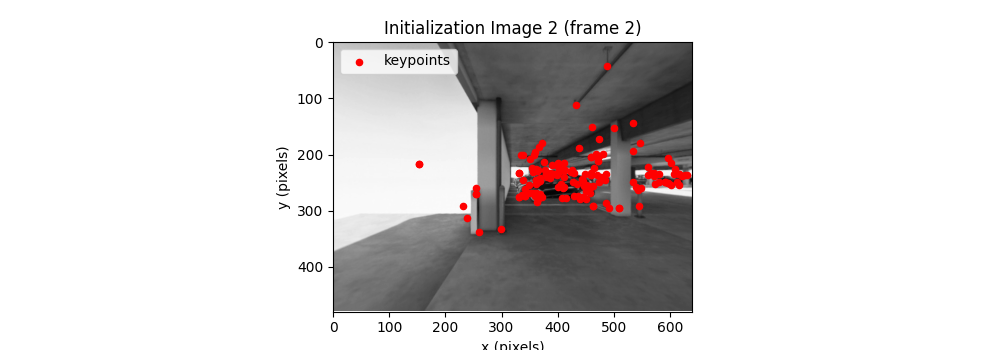 Initialization Image 2 (frame 2)
keypoints
0
100
200
300
400
y (pixels)
0 100 200 300 400 500 600
x (pixels)